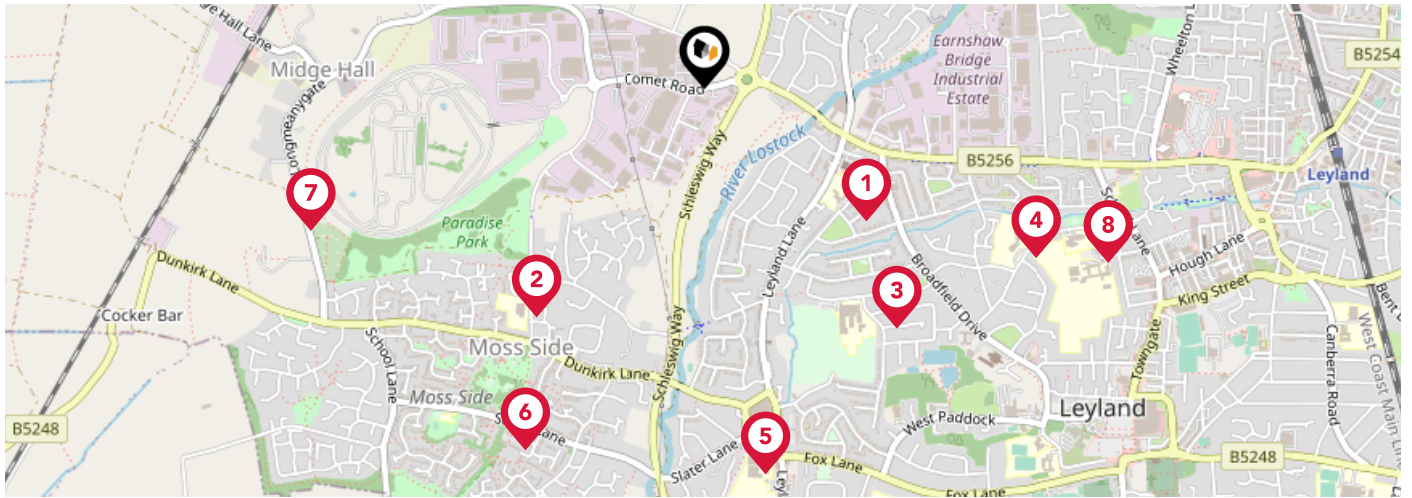 ge Hall Lane
Midge Hall
Longmeanygate
Comet Road
Earnshaw
Bridge
Industrial
Estate
Wheelton L
B5254
River Lostock
Schleswig Way
B5256
Leyland
1
7
4
8
Paradise
Park
Leyland Lane
Hough Lane
Dunkirk Lane
2
Broadfield Drive
3
King Street
Cocker Bar
Moss Side
School Lane
Dunkirk Lane
Schleswig Way
Towngate
Canberra Road
West Coast Main Line
Moss Side
6
West Paddock
Leyland
B5248
5
Slater Lane
Fox Lane
B5248
Fox Lane